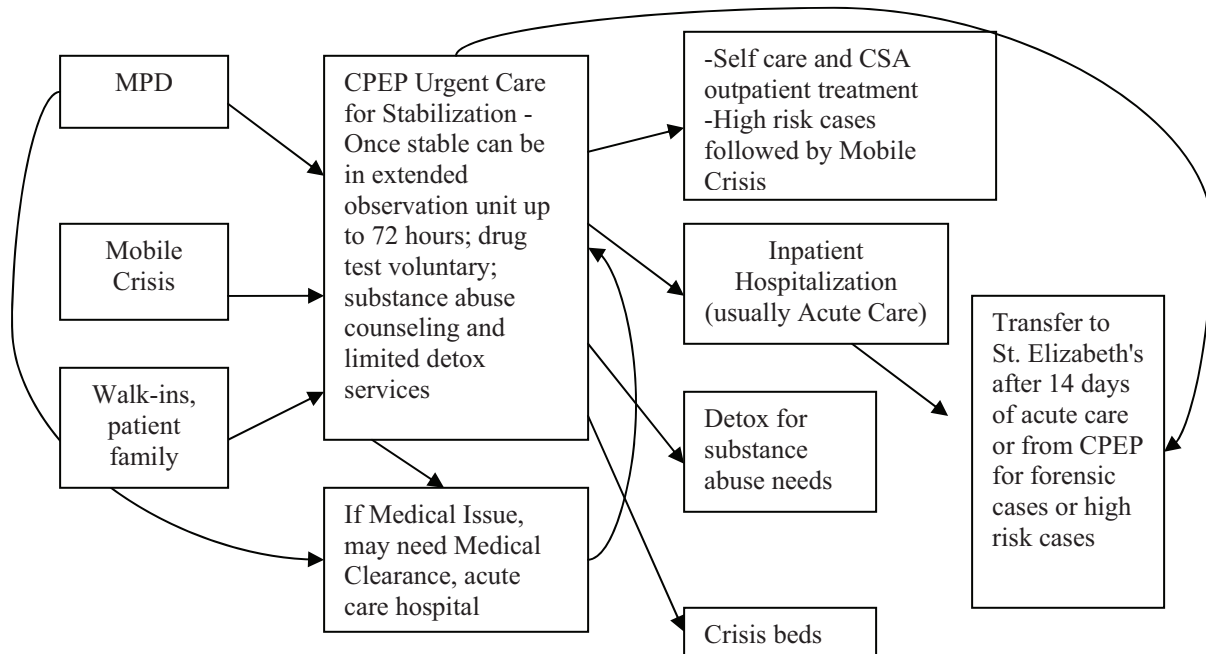 MPD
Mobile
Crisis
Walk-ins,
patient
family
CPEP Urgent Care
for Stabilization -
Once stable can be
in extended
observation unit up
to 72 hours; drug
test voluntary;
substance abuse
counseling and
limited detox
services
If Medical Issue,
may need Medical
Clearance, acute
care hospital
-Self care and CSA
outpatient treatment
-High risk cases
followed by Mobile
Crisis
Inpatient
Hospitalization
(usually Acute Care)
Detox for
substance
abuse needs
Crisis beds
Transfer to
St. Elizabeth's
after 14 days
of acute care
or from CPEP
for forensic
cases or high
risk cases